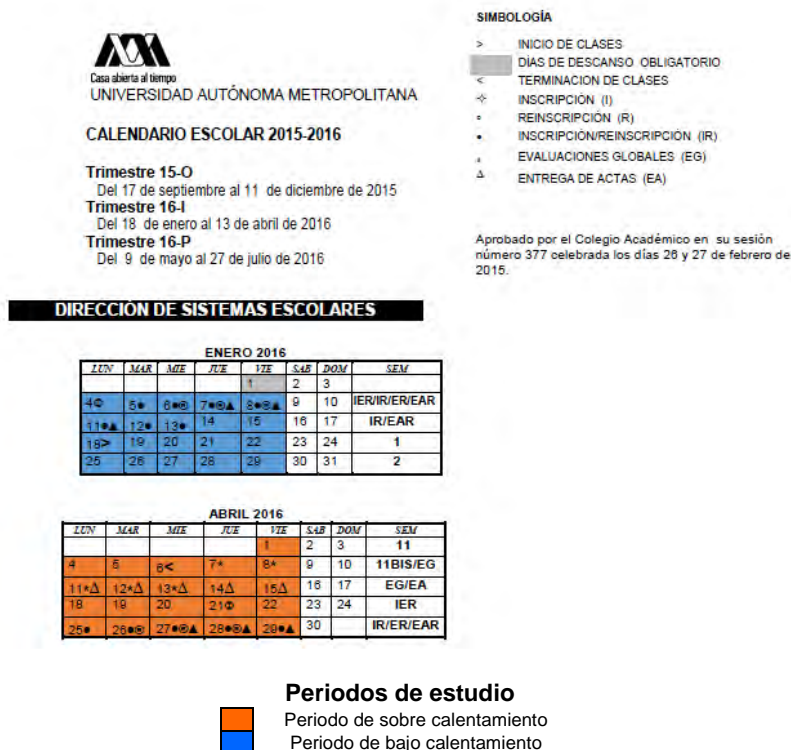 Casa abierta al tiempo
UNIVERSIDAD AUTÓNOMA METROPOLITANA
CALENDARIO ESCOLAR 2015-2016
Trimestre 15-O
Del 17 de septiembre al 11 de diciembre de 2015
Trimestre 16-I
Del 18 de enero al 13 de abril de 2016
Trimestre 16-P
Del 9 de mayo al 27 de julio de 2016
SIMBOLOGÍA
> INICIO DE CLASES
DÍAS DE DESCANSO OBLIGATORIO
< TERMINACION DE CLASES
✧ INSCRIPCIÓN (I)
∘ REINSCRIPCIÓN (R)
• INSCRIPCIÓN/REINSCRIPCIÓN (IR)
EVALUACIONES GLOBALES (EG)
Δ ENTREGA DE ACTAS (EA)
Aprobado por el Colegio Académico en su sesión
número 377 celebrada los días 26 y 27 de febrero de
2015.
DIRECCIÓN DE SISTEMAS ESCOLARES
ENERO 2016
LUN MAR MIE JUE VIE SAB DOM SEM
1 2 3
4Φ 5● 6●⊗ 7●⊗▲ 8●⊗▲ 9 10 IER/IR/ER/EAR
11●▲ 12● 13● 14 15 16 17 IR/EAR
18> 19 20 21 22 23 24 1
25 26 27 28 29 30 31 2
ABRIL 2016
LUN MAR MIE JUE VIE SAB DOM SEM
1 2 3 11
4 5 6< 7* 8* 9 10 11BIS/EG
11*Δ 12*Δ 13*Δ 14Δ 15Δ 16 17 EG/EA
18 19 20 21Φ 22 23 24 IER
25● 26●⊗ 27●⊗▲ 28●⊗▲ 29●▲ 30 IR/ER/EAR
Periodos de estudio
Periodo de sobre calentamiento
Periodo de bajo calentamiento